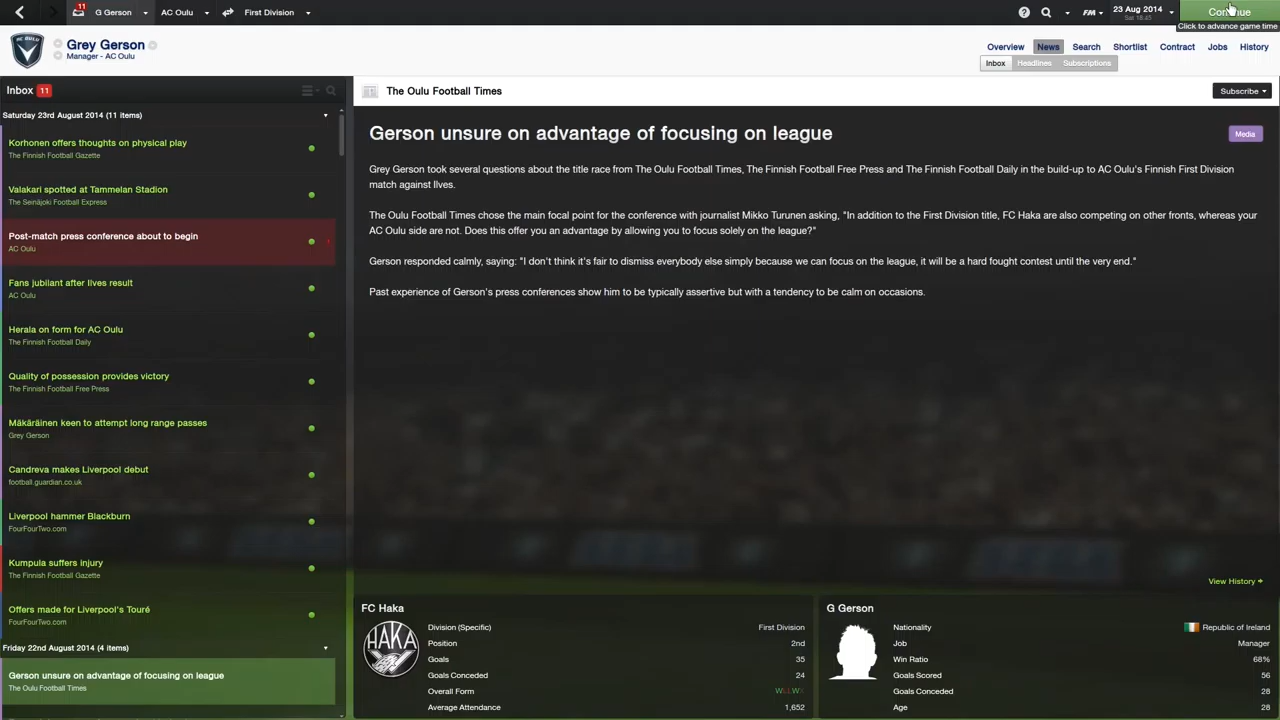 11
G Gerson
AC Oulu
First Division
FM
23 Aug 2014
Sat 18:45
Continue
Click to advance game time
AC OULU
Grey Gerson
Manager - AC Oulu
Overview
News
Search
Shortlist
Contract
Jobs
History
Inbox
Headlines
Subscriptions
Inbox 11
Saturday 23rd August 2014 (11 items)
Korhonen offers thoughts on physical play
The Finnish Football Gazette
Valakari spotted at Tammelan Stadion
The Seinäjoki Football Express
Post-match press conference about to begin
AC Oulu
Fans jubilant after Ilves result
AC Oulu
Herala on form for AC Oulu
The Finnish Football Daily
Quality of possession provides victory
The Finnish Football Free Press
Mäkäräinen keen to attempt long range passes
Grey Gerson
Candreva makes Liverpool debut
football.guardian.co.uk
Liverpool hammer Blackburn
FourFourTwo.com
Kumpula suffers injury
The Finnish Football Gazette
Offers made for Liverpool's Touré
FourFourTwo.com
Friday 22nd August 2014 (4 items)
Gerson unsure on advantage of focusing on league
The Oulu Football Times
The Oulu Football Times
Subscribe
Gerson unsure on advantage of focusing on league
Media
Grey Gerson took several questions about the title race from The Oulu Football Times, The Finnish Football Free Press and The Finnish Football Daily in the build-up to AC Oulu's Finnish First Division
match against Ilves.
The Oulu Football Times chose the main focal point for the conference with journalist Mikko Turunen asking, "In addition to the First Division title, FC Haka are also competing on other fronts, whereas your
AC Oulu side are not. Does this offer you an advantage by allowing you to focus solely on the league?"
Gerson responded calmly, saying: "I don't think it's fair to dismiss everybody else simply because we can focus on the league, it will be a hard fought contest until the very end."
Past experience of Gerson's press conferences show him to be typically assertive but with a tendency to be calm on occasions.
View History
FC Haka
HAKA
Division (Specific) First Division
Position 2nd
Goals 35
Goals Conceded 24
Overall Form
Average Attendance 1,652
G Gerson
Nationality Republic of Ireland
Job Manager
Win Ratio 68%
Goals Scored 56
Goals Conceded 28
Age 28